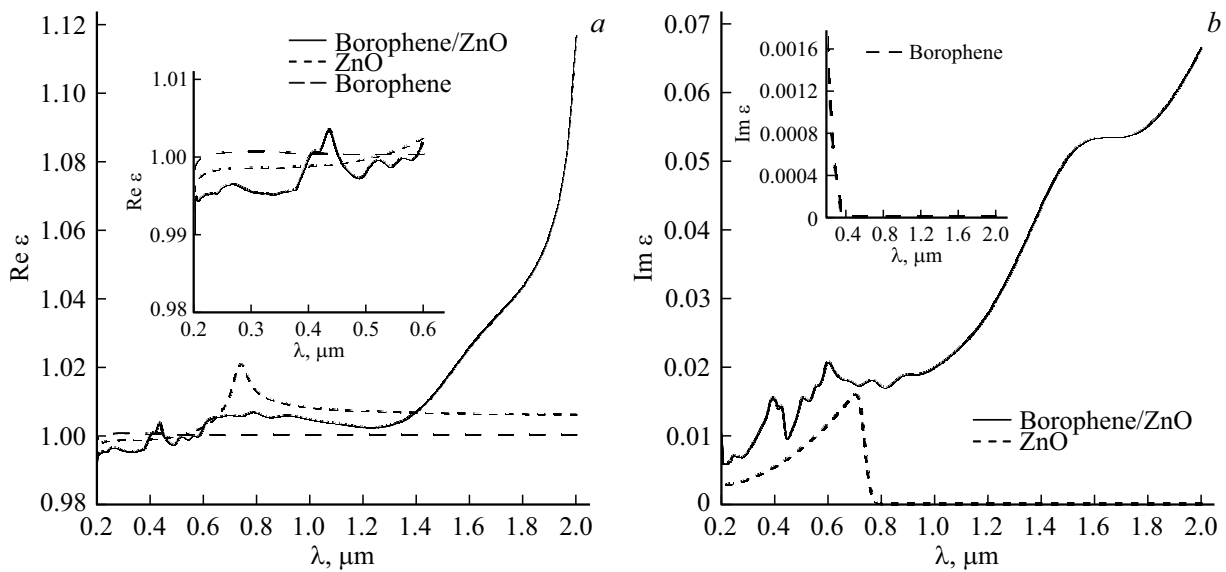 a
1.12
1.10
1.08
1.06
1.04
1.02
1.00
0.98
Re ε
Borophene/ZnO
ZnO
Borophene
1.01
1.00
0.99
0.98
Re ε
0.2 0.3 0.4 0.5 0.6
λ, μm
0.2 0.4 0.6 0.8 1.0 1.2 1.4 1.6 1.8 2.0
λ, μm
b
0.07
0.06
0.05
0.04
0.03
0.02
0.01
0
Im ε
0.0016
0.0012
0.0008
0.0004
0
Im ε
Borophene
0.4 0.8 1.2 1.6 2.0
λ, μm
Borophene/ZnO
ZnO
0.2 0.4 0.6 0.8 1.0 1.2 1.4 1.6 1.8 2.0
λ, μm